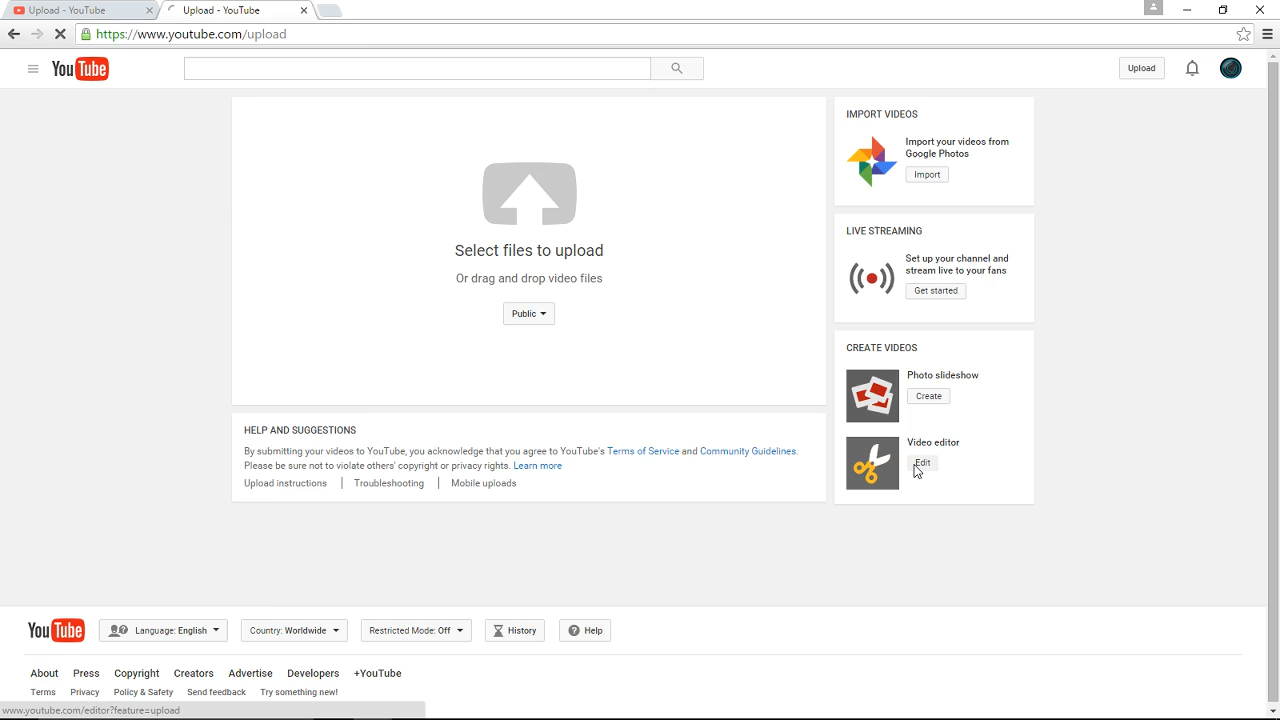 Upload - YouTube
Upload - YouTube
https://www.youtube.com/upload
YouTube
Upload
Select files to upload
Or drag and drop video files
Public
IMPORT VIDEOS
Import your videos from
Google Photos
Import
LIVE STREAMING
Set up your channel and
stream live to your fans
Get started
CREATE VIDEOS
Photo slideshow
Create
Video editor
Edit
HELP AND SUGGESTIONS
By submitting your videos to YouTube, you acknowledge that you agree to YouTube's Terms of Service and Community Guidelines.
Please be sure not to violate others' copyright or privacy rights. Learn more
Upload instructions Troubleshooting Mobile uploads
YouTube Language: English Country: Worldwide Restricted Mode: Off History Help
About Press Copyright Creators Advertise Developers +YouTube
Terms Privacy Policy & Safety Send feedback Try something new!
www.youtube.com/editor?feature=upload